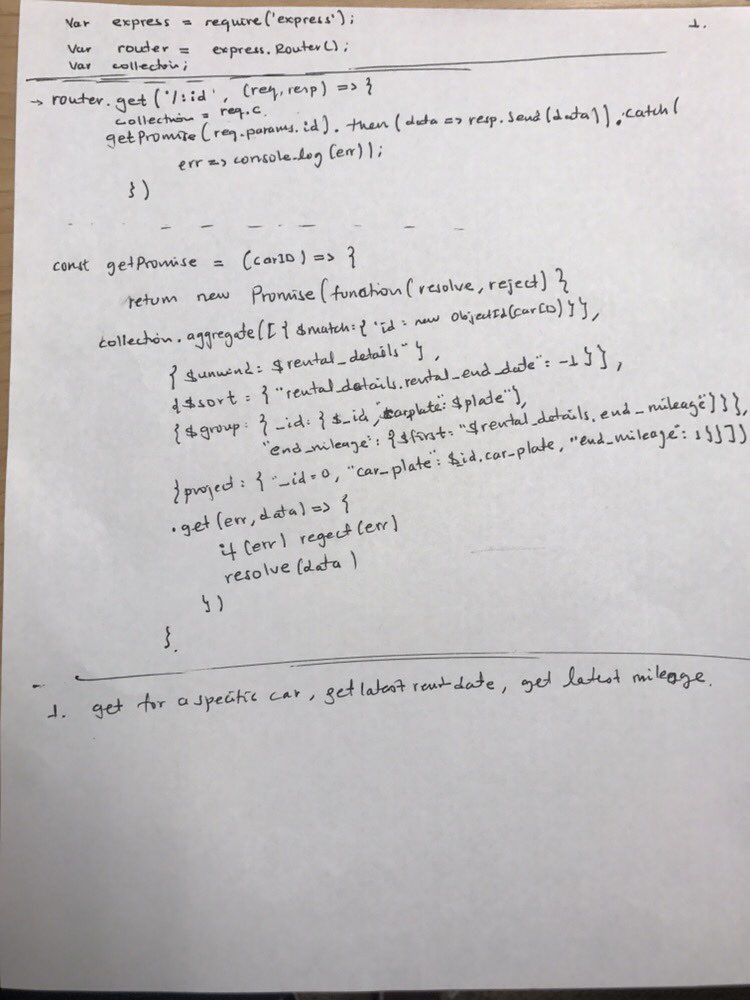 1.
var express = require('express');
var router = express.Router();
var collection;
→ router.get('/:id', (req, resp) => {
collection = req.c
getPromise(req.params.id).then(data => resp.send(data)).catch(
err => console.log(err));
})
const getPromise = (carID) => {
return new Promise(function(resolve, reject) {
collection.aggregate([{$match:{'id: new ObjectId(carID)}},
{$unwind: $rental_details"},
{$sort: {"rental_details.rental_end_date": -1}},
{$group: {_id: {$_id, "carplate": $plate"},
"end_mileage": {$first: "$rental_details.end_mileage"}}},
{project: {"_id=0, "car_plate": $id.car_plate, "end_mileage": 1}}])
.get(err, data) => {
if (err) regect(err)
resolve(data)
})
}.
1. get for a specific car, get latest rent date, get latest mileage.